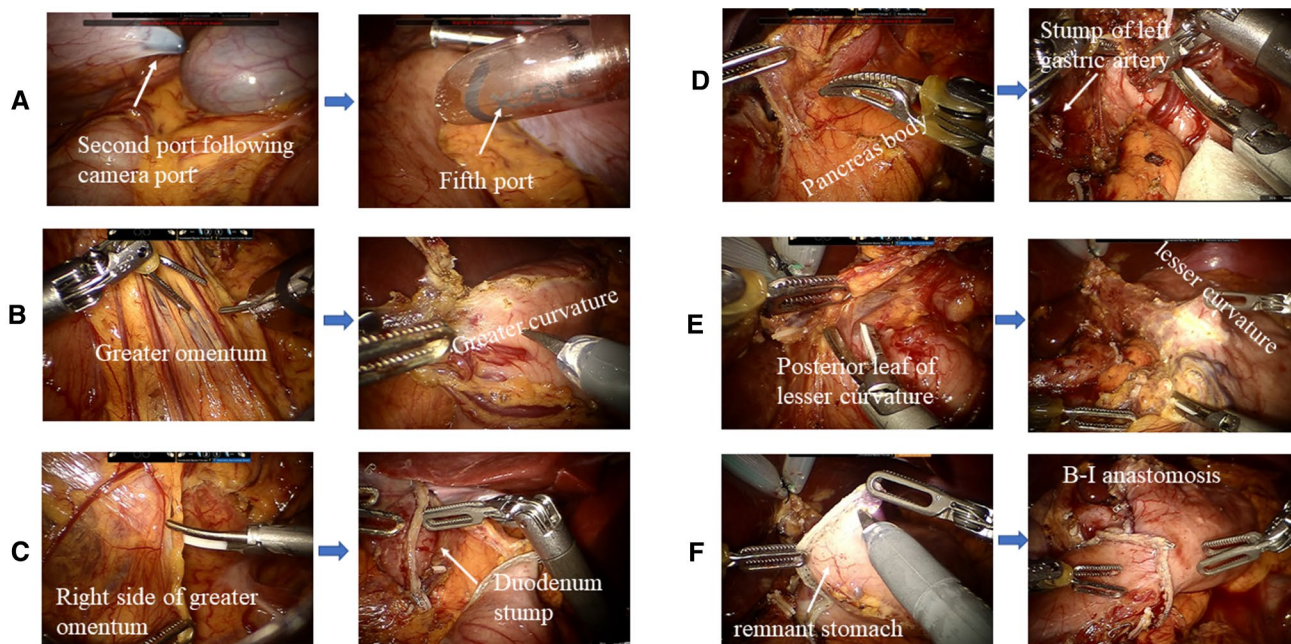 A
Second port following
camera port
Fifth port
B
Greater omentum
Greater curvature
C
Right side of greater
omentum
Duodenum
stump
D
Pancreas body
Stump of left
gastric artery
E
Posterior leaf of
lesser curvature
lesser curvature
F
remnant stomach
B-I anastomosis